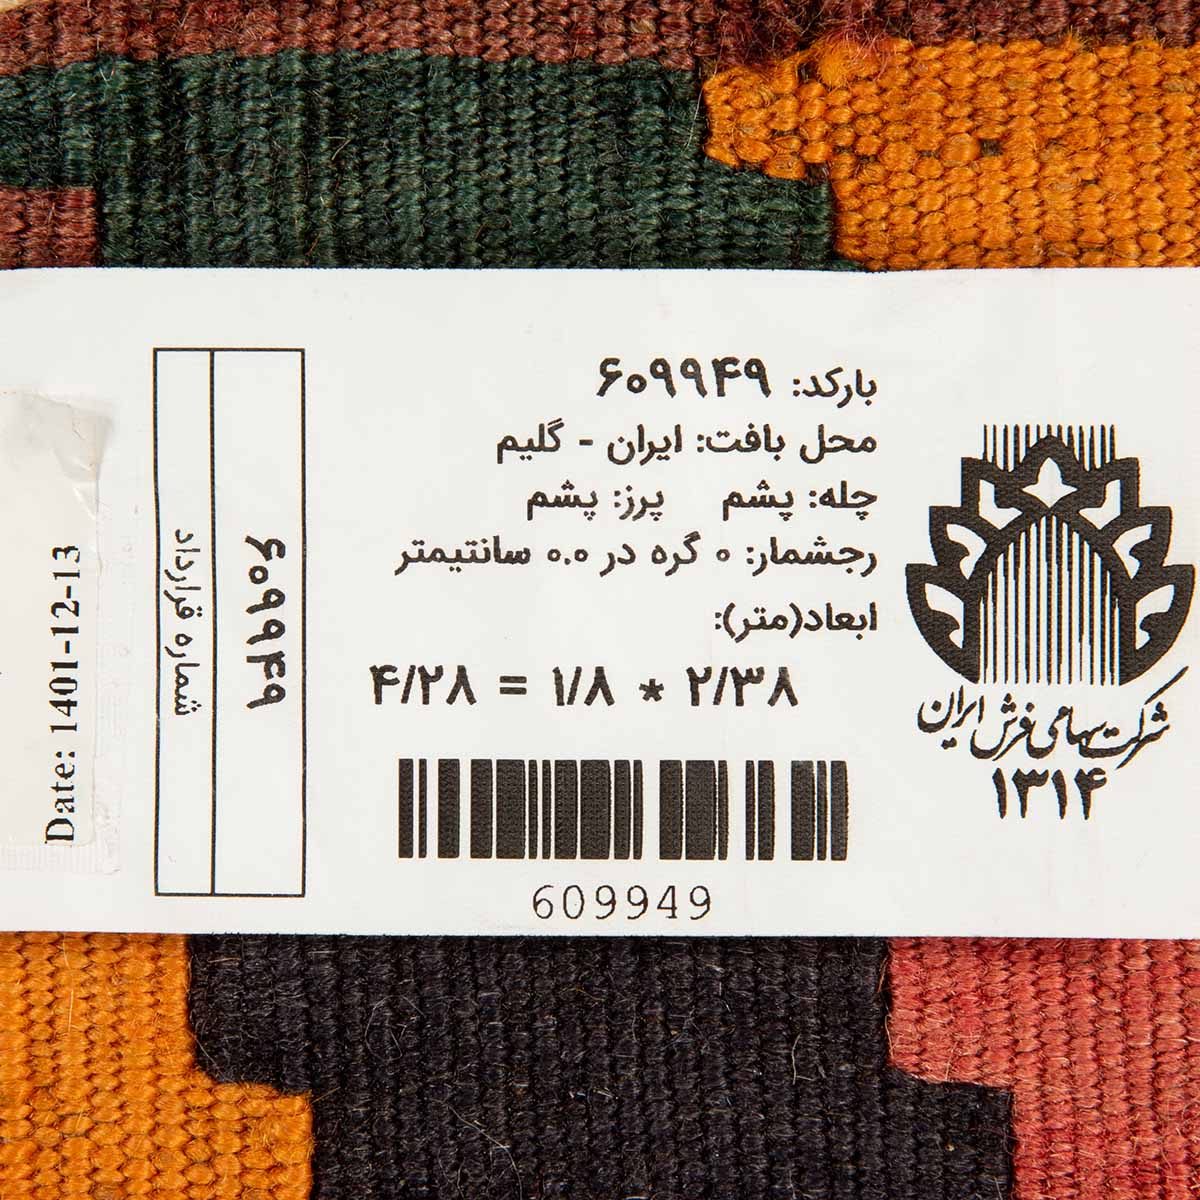 بارکد: ۶۰۹۹۴۹
محل بافت: ایران - گلیم
چله: پشم پرز: پشم
رجشمار: ۰ گره در ۰.۰ سانتیمتر
ابعاد(متر):
۲/۳۸ * ۱/۸ = ۴/۲۸
609949
شرکت سهامی فرش ایران
۱۳۱۴
۶۰۹۹۴۹
شماره قرارداد
Date: 1401-12-13